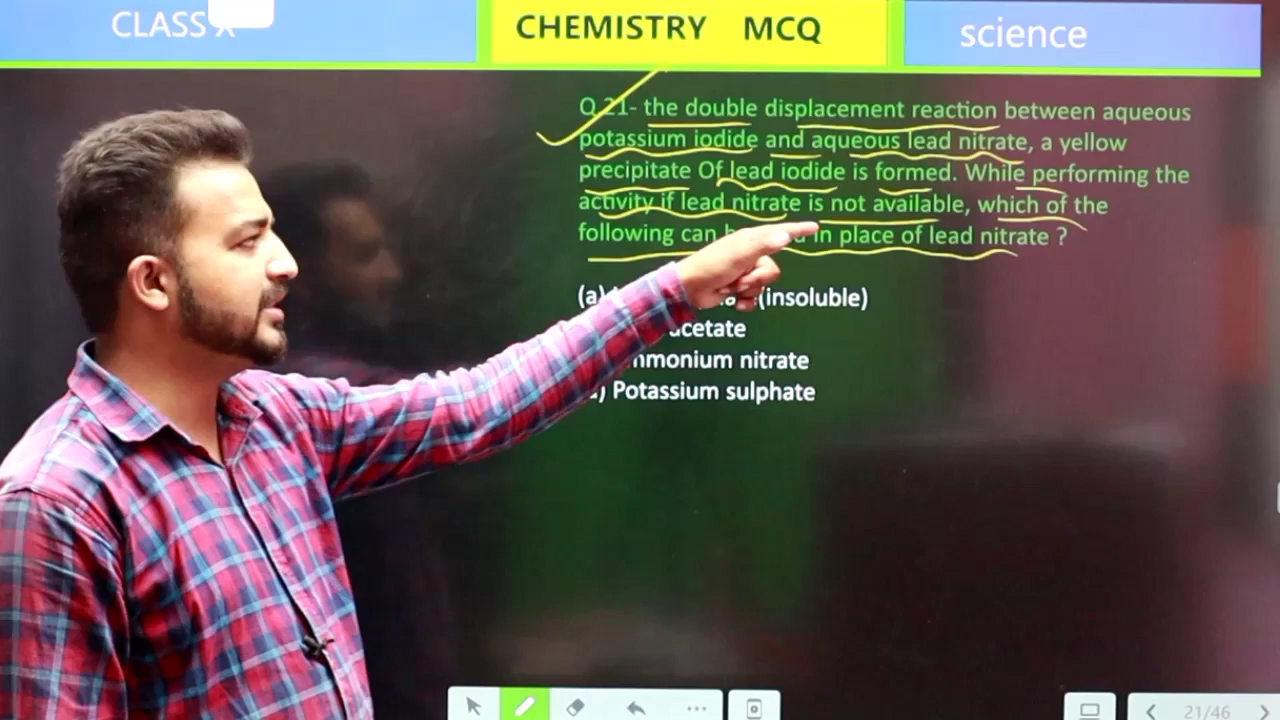 CLASS X
CHEMISTRY MCQ
science
Q.21- the double displacement reaction between aqueous
potassium iodide and aqueous lead nitrate, a yellow
precipitate Of lead iodide is formed. While performing the
activity if lead nitrate is not available, which of the
following can in place of lead nitrate ?
(a) (insoluble)
acetate
mmonium nitrate
) Potassium sulphate
21/46